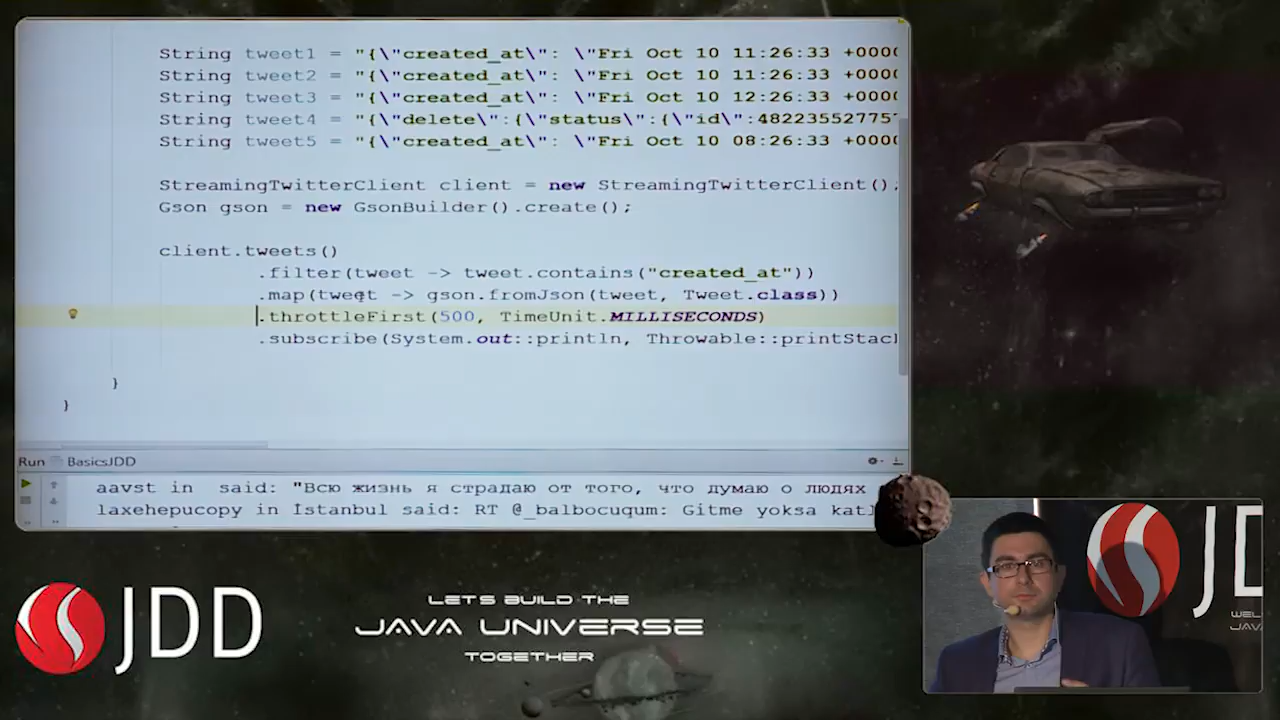 String tweet1 = "{\"created_at\": \"Fri Oct 10 11:26:33 +000
String tweet2 = "{\"created_at\": \"Fri Oct 10 11:26:33 +000
String tweet3 = "{\"created_at\": \"Fri Oct 10 12:26:33 +000
String tweet4 = "{\"delete\":{\"status\":{\"id\":48223552775
String tweet5 = "{\"created_at\": \"Fri Oct 10 08:26:33 +000
StreamingTwitterClient client = new StreamingTwitterClient();
Gson gson = new GsonBuilder().create();
client.tweets()
.filter(tweet -> tweet.contains("created_at"))
.map(tweet -> gson.fromJson(tweet, Tweet.class))
.throttleFirst(500, TimeUnit.MILLISECONDS)
.subscribe(System.out::println, Throwable::printStac
}
}
Run BasicsJDD
aavst in said: "Всю жизнь я страдаю от того, что думаю о людях
laxehepucopy in İstanbul said: RT @_balbocuqum: Gitme yoksa kat
JDD
LETS BUILD THE
JAVA UNIVERSE
TOGETHER
JD
WEL
JAVA